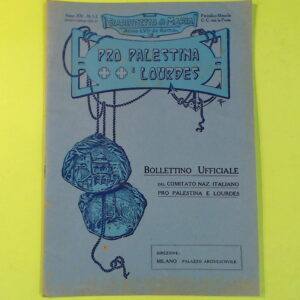 PRO PALESTINA
E LOURDES
BOLLETTINO UFFICIALE
DEL COMITATO NAZ. ITALIANO
PRO PALESTINA E LOURDES
DIREZIONE:
MILANO - PALAZZO ARCIVESCOVILE